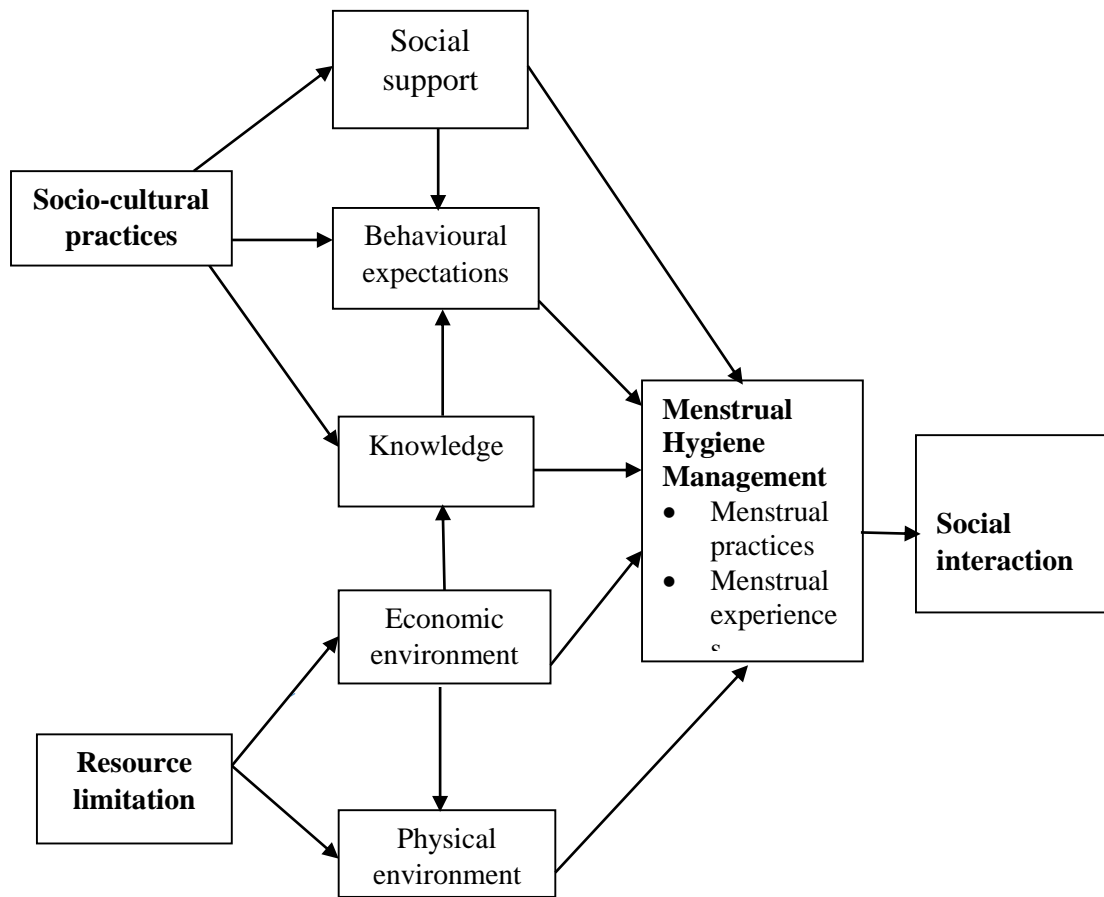 Social
support
Socio-cultural
practices
Behavioural
expectations
Knowledge
Menstrual
Hygiene
Management
• Menstrual
practices
• Menstrual
experience
s
Social
interaction
Economic
environment
Resource
limitation
Physical
environment